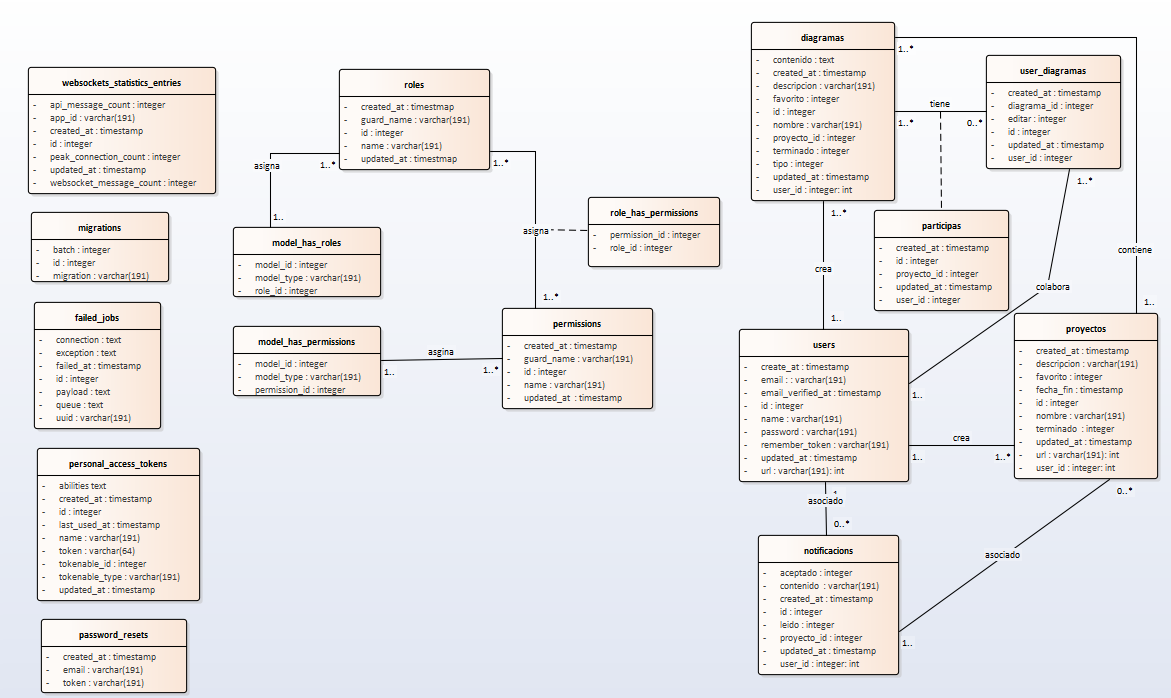 websockets_statistics_entries
- api_message_count : integer
- app_id : varchar(191)
- created_at : timestamp
- id : integer
- peak_connection_count : integer
- updated_at : timestamp
- websocket_message_count : integer
migrations
- batch : integer
- id : integer
- migration : varchar(191)
failed_jobs
- connection : text
- exception : text
- failed_at : timestamp
- id : integer
- payload : text
- queue : text
- uuid : varchar(191)
personal_access_tokens
- abilities text
- created_at : timestamp
- id : integer
- last_used_at : timestamp
- name : varchar(191)
- token : varchar(64)
- tokenable_id : integer
- tokenable_type : varchar(191)
- updated_at : timestamp
password_resets
- created_at : timestamp
- email : varchar(191)
- token : varchar(191)
roles
- created_at : timestmap
- guard_name : varchar(191)
- id : integer
- name : varchar(191)
- updated_at : timestmap
asigna
1..*
1..
1..*
asigna
1..*
model_has_roles
- model_id : integer
- model_type : varchar(191)
- role_id : integer
role_has_permissions
- permission_id : integer
- role_id : integer
model_has_permissions
- model_id : integer
- model_type : varchar(191)
- permission_id : integer
asgina
1..
1..*
permissions
- created_at : timestamp
- guard_name : varchar(191)
- id : integer
- name : varchar(191)
- updated_at : timestamp
diagramas
- contenido : text
- created_at : timestamp
- descripcion : varchar(191)
- favorito : integer
- id : integer
- nombre : varchar(191)
- proyecto_id : integer
- terminado : integer
- tipo : integer
- updated_at : timestamp
- user_id : integer: int
1..*
tiene
1..*
0..*
user_diagramas
- created_at : timestamp
- diagrama_id : integer
- editar : integer
- id : integer
- updated_at : timestamp
- user_id : integer
1..*
1..*
crea
1..
participas
- created_at : timestamp
- id : integer
- proyecto_id : integer
- updated_at : timestamp
- user_id : integer
contiene
colabora
1..
1..
users
- create_at : timestamp
- email : : varchar(191)
- email_verified_at : timestamp
- id : integer
- name : varchar(191)
- password : varchar(191)
- remember_token : varchar(191)
- updated_at : timestamp
- url : varchar(191): int
crea
1..
1..*
proyectos
- created_at : timestamp
- descripcion : varchar(191)
- favorito : integer
- fecha_fin : timestamp
- id : integer
- nombre : varchar(191)
- terminado : integer
- updated_at : timestamp
- url : varchar(191): int
- user_id : integer: int
0..*
asociado
0..*
asociado
1..
notificacions
- aceptado : integer
- contenido : varchar(191)
- created_at : timestamp
- id : integer
- leido : integer
- proyecto_id : integer
- updated_at : timestamp
- user_id : integer: int